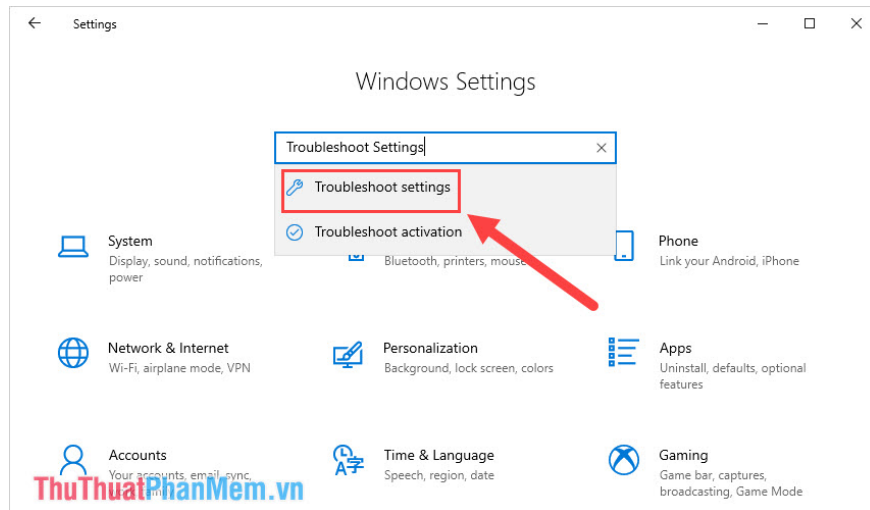 Settings
Windows Settings
Troubleshoot Settings
Troubleshoot settings
Troubleshoot activation
System
Display, sound, notifications,
power
Bluetooth, printers, mouse
Phone
Link your Android, iPhone
Network & Internet
Wi-Fi, airplane mode, VPN
Personalization
Background, lock screen, colors
Apps
Uninstall, defaults, optional
features
Accounts
Your accounts, email, sync,
Time & Language
Speech, region, date
Gaming
Game bar, captures,
broadcasting, Game Mode
ThuThuatPhanMem.vn